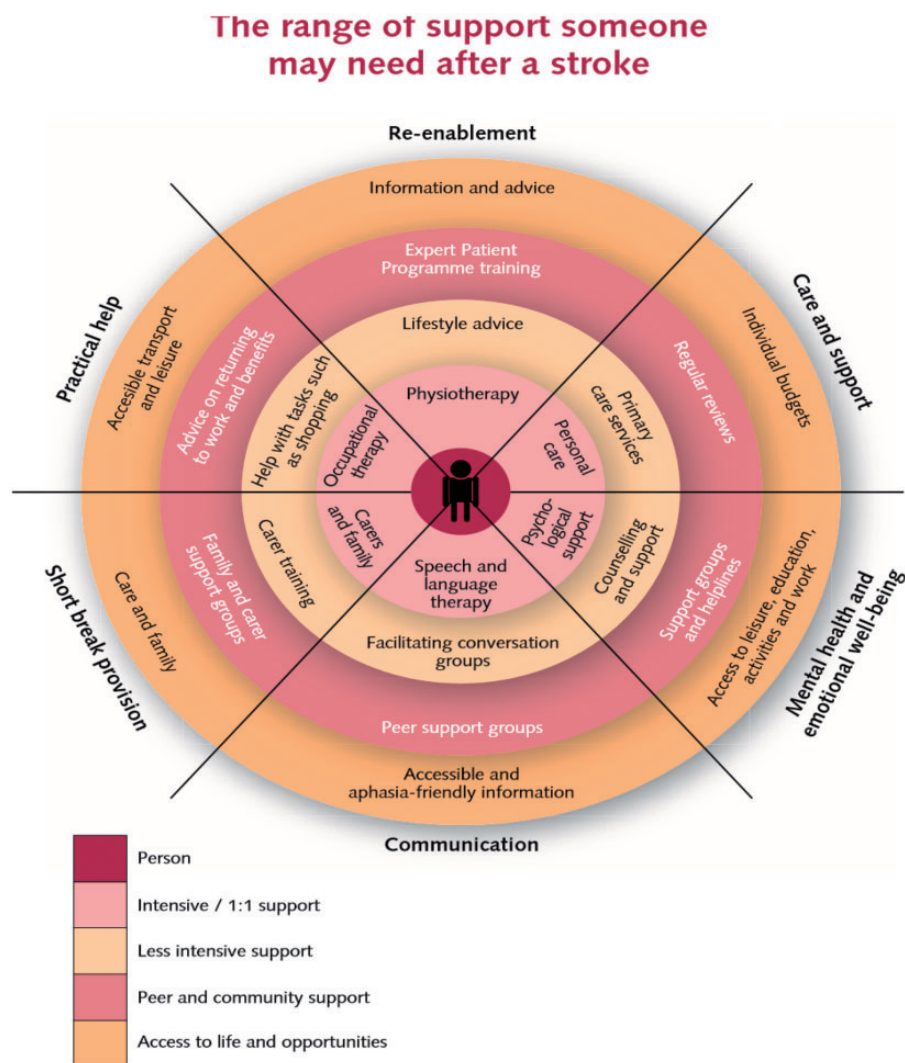 The range of support someone
may need after a stroke
Re-enablement
Information and advice
Expert Patient
Programme training
Lifestyle advice
Physiotherapy
Care and support
Individual budgets
Regular reviews
Primary
care services
Personal
care
Mental health and
emotional well-being
Access to leisure, education,
activities and work
Support groups
and helplines
Counselling
and support
Psycho-
logical
support
Communication
Speech and
language
therapy
Facilitating conversation
groups
Peer support groups
Accessible and
aphasia-friendly information
Short break provision
Care and family
Family and carer
support groups
Carer training
Carers
and family
Practical help
Accesible transport
and leisure
Advice on returning
to work and benefits
Help with tasks such
as shopping
Occupational
therapy
Person
Intensive / 1:1 support
Less intensive support
Peer and community support
Access to life and opportunities